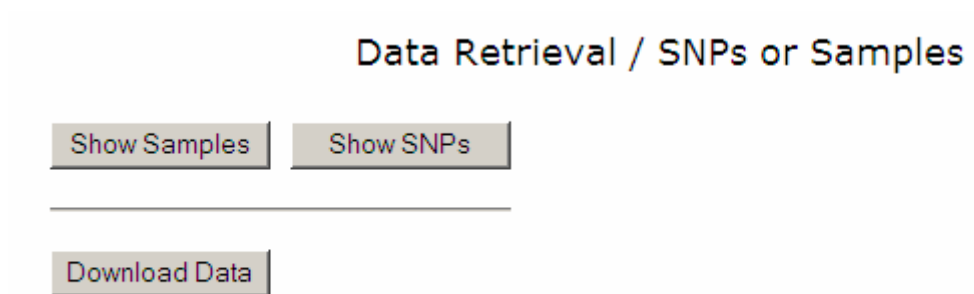 Data Retrieval / SNPs or Samples
Show Samples Show SNPs
Download Data